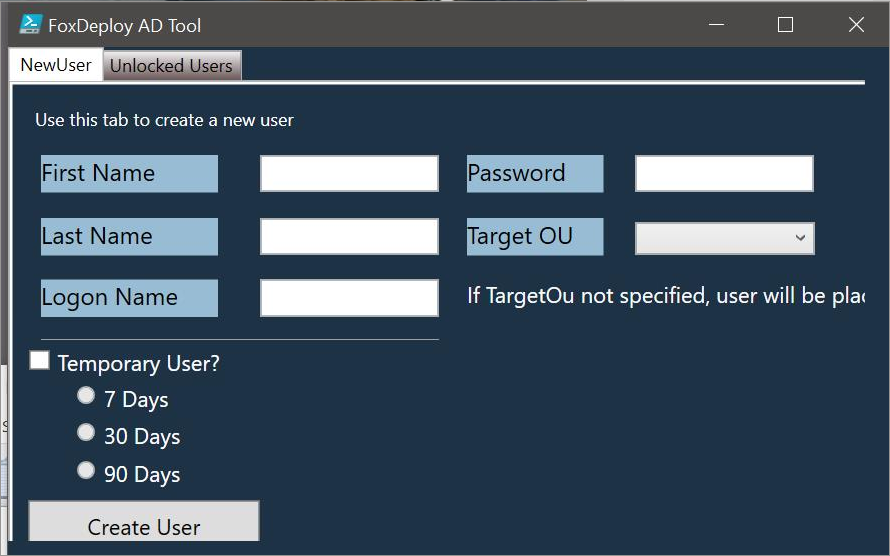 FoxDeploy AD Tool
NewUser Unlocked Users
Use this tab to create a new user
First Name Password
Last Name Target OU
Logon Name If TargetOu not specified, user will be
Temporary User?
7 Days
30 Days
90 Days
Create User